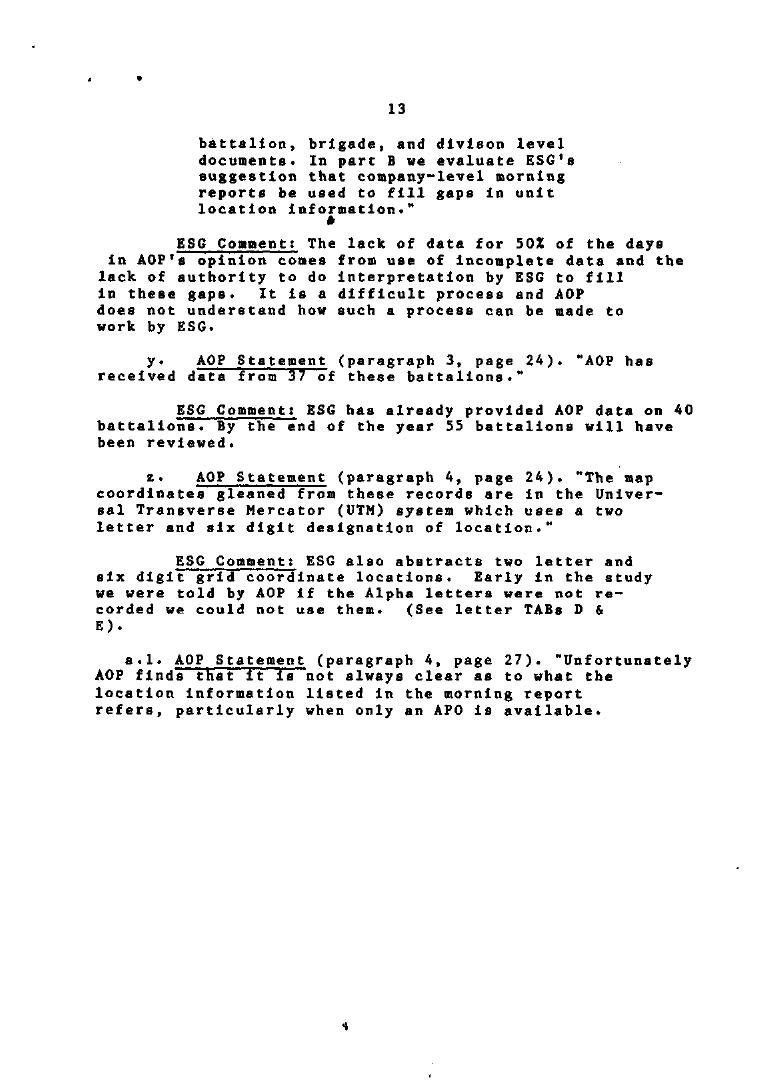 13
battalion, brigade, and divison level
documents. In part B we evaluate ESG's
suggestion that company-level morning
reports be used to fill gaps in unit
location information."
ESG Comment: The lack of data for 50% of the days
in AOP's opinion comes from use of incomplete data and the
lack of authority to do interpretation by ESG to fill
in these gaps. It is a difficult process and AOP
does not understand how such a process can be made to
work by ESG.
y. AOP Statement (paragraph 3, page 24). "AOP has
received data from 37 of these battalions."
ESG Comment: ESG has already provided AOP data on 40
battalions. By the end of the year 55 battalions will have
been reviewed.
z. AOP Statement (paragraph 4, page 24). "The map
coordinates gleaned from these records are in the Univer-
sal Transverse Mercator (UTM) system which uses a two
letter and six digit designation of location."
ESG Comment: ESG also abstracts two letter and
six digit grid coordinate locations. Early in the study
we were told by AOP if the Alpha letters were not re-
corded we could not use them. (See letter TABs D &
E).
a.1. AOP Statement (paragraph 4, page 27). "Unfortunately
AOP finds that it is not always clear as to what the
location information listed in the morning report
refers, particularly when only an APO is available.